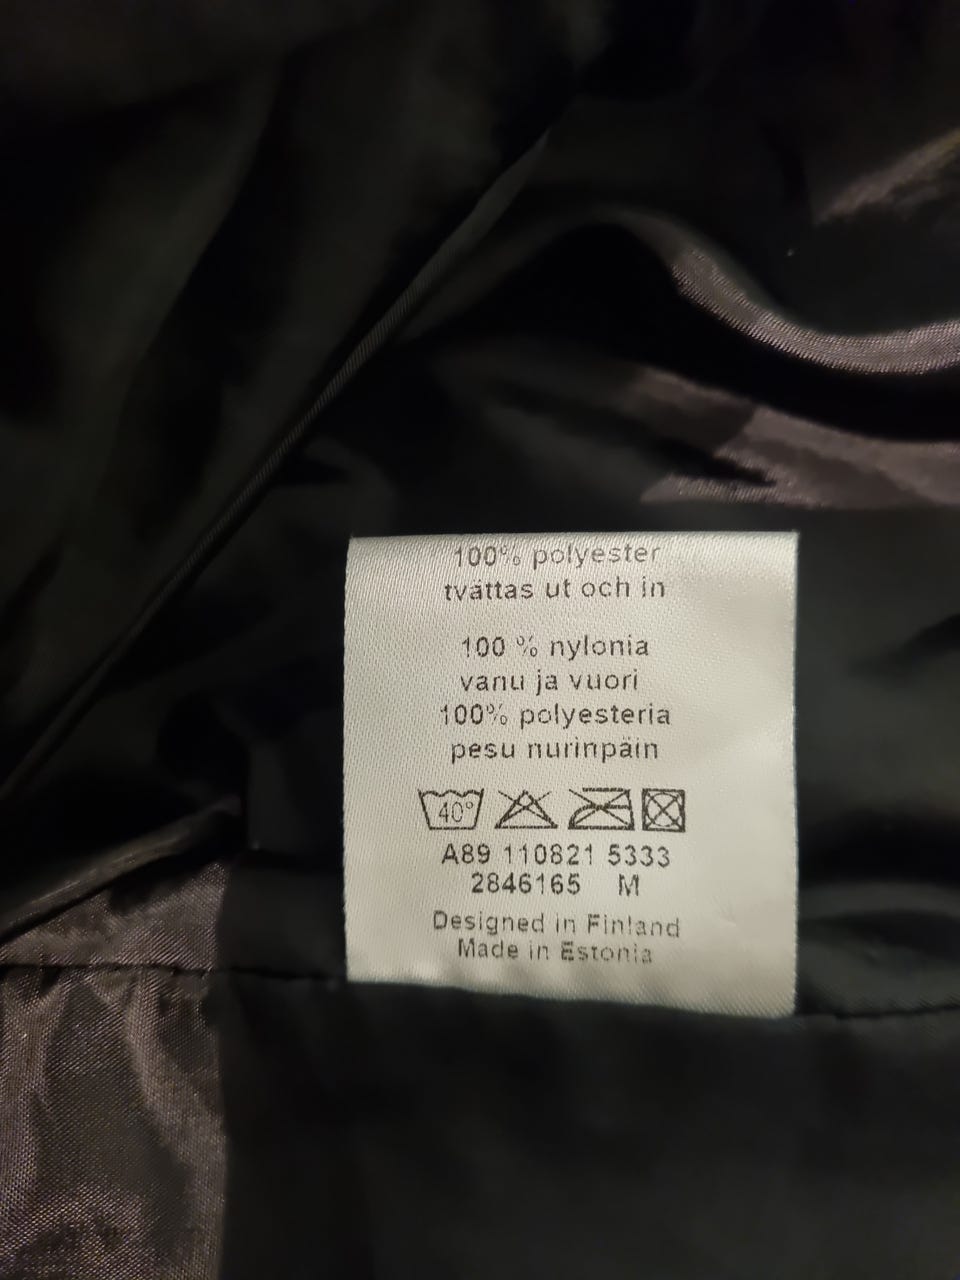 100% polyester
tvättas ut och in
100 % nylonia
vanu ja vuori
100% polyesteria
pesu nurinpäin
40°
A89 110821 5333
2846165 M
Designed in Finland
Made in Estonia